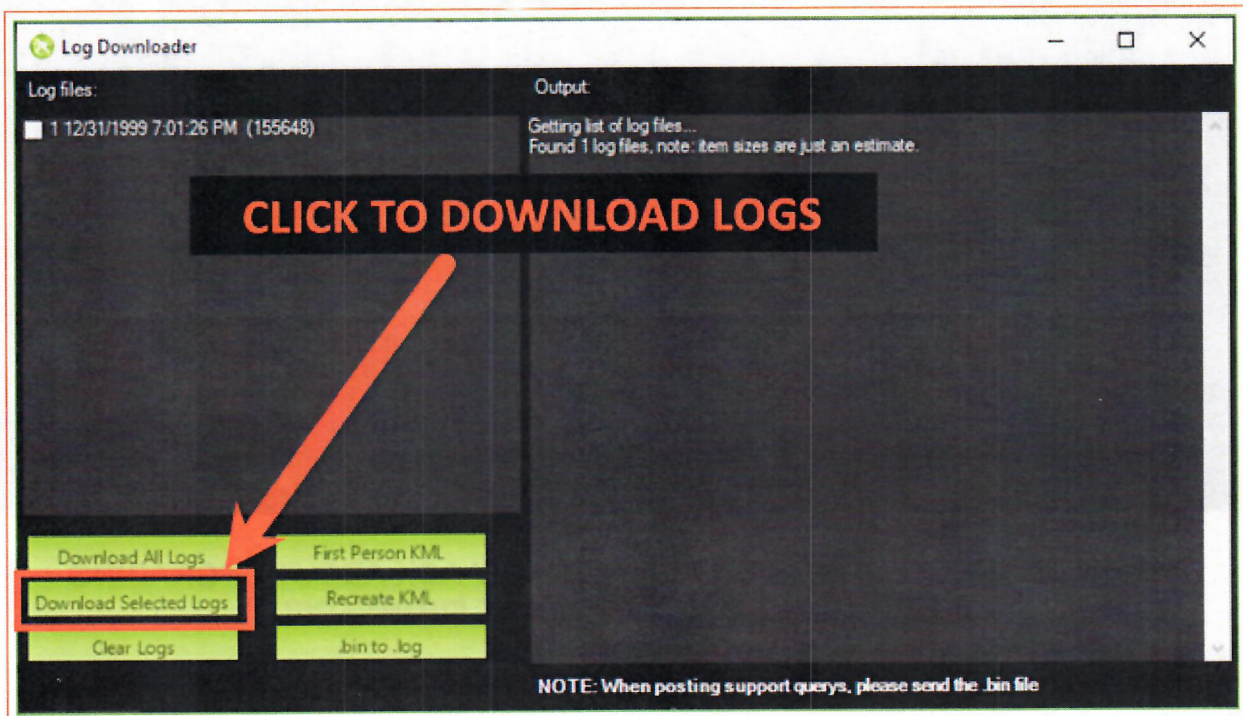 Log Downloader
Log files:
Output:
1 12/31/1999 7:01:26 PM (155648)
Getting list of log files...
Found 1 log files, note: item sizes are just an estimate.
CLICK TO DOWNLOAD LOGS
Download All Logs
First Person KML
Download Selected Logs
Recreate KML
Clear Logs
.bin to .log
NOTE: When posting support querys, please send the .bin file